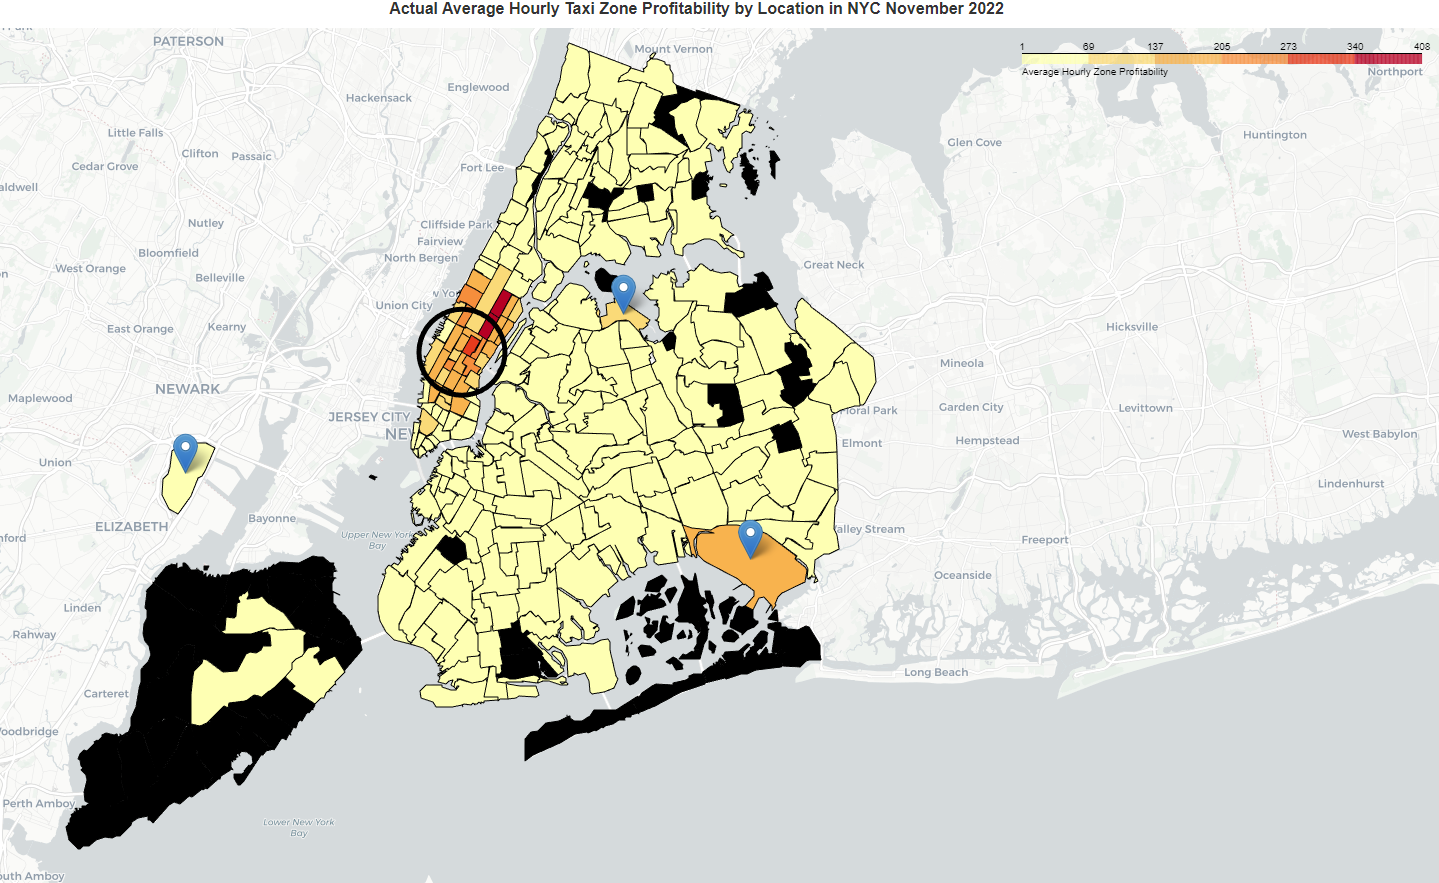 Actual Average Hourly Taxi Zone Profitability by Location in NYC November 2022
PATERSON
Mount Vernon
1 69 137 205 273 340 408
Average Hourly Zone Profitability
Northport
Englewood
Hackensack
Little Falls
Huntington
Glen Cove
Clifton
Passaic
Cedar Grove
Fort Lee
aldwell
Nutley
Cliffside Park
Fairview
Bloomfield
North Bergen
West Orange
Great Neck
Belleville
w Yo
Union City
East Orange
Kearny
Hicksville
Mineola
NEWARK
Maplewood
JERSEY CITY
Floral Park
Garden City
Levittown
NEW
West Babylon
Elmont
Hempstead
Union
Lindenhurst
Bayonne
ELIZABETH
Valley Stream
nford
Upper New York
Bay
Freeport
Oceanside
Linden
Rahway
Long Beach
Carteret
Woodbridge
Perth Amboy
Lower New York
Bay
outh Amboy